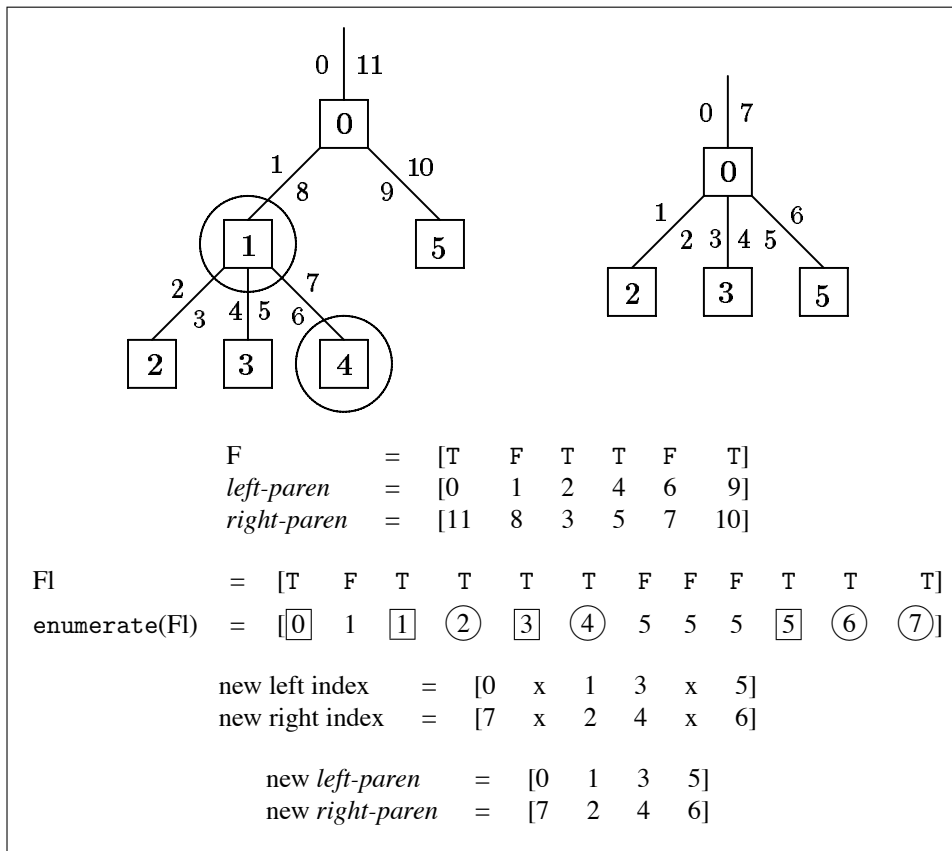 0 11
0 7
0
0
1 10
8 9
1 6
2 3 4 5
1 5
2 3 5
2 7
3 4 5 6
2 3 4
F = [T F T T F T]
left-paren = [0 1 2 4 6 9]
right-paren = [11 8 3 5 7 10]
Fl = [T F T T T T F F F T T T]
enumerate(Fl) = [0 1 1 2 3 4 5 5 5 5 6 7]
new left index = [0 x 1 3 x 5]
new right index = [7 x 2 4 x 6]
new left-paren = [0 1 3 5]
new right-paren = [7 2 4 6]